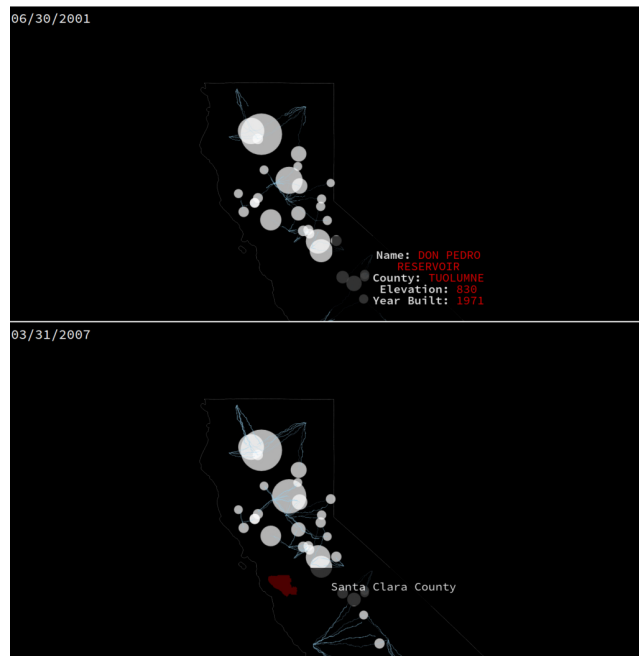 06/30/2001
Name: DON PEDRO
RESERVOIR
County: TUOLUMNE
Elevation: 830
Year Built: 1971
03/31/2007
Santa Clara County